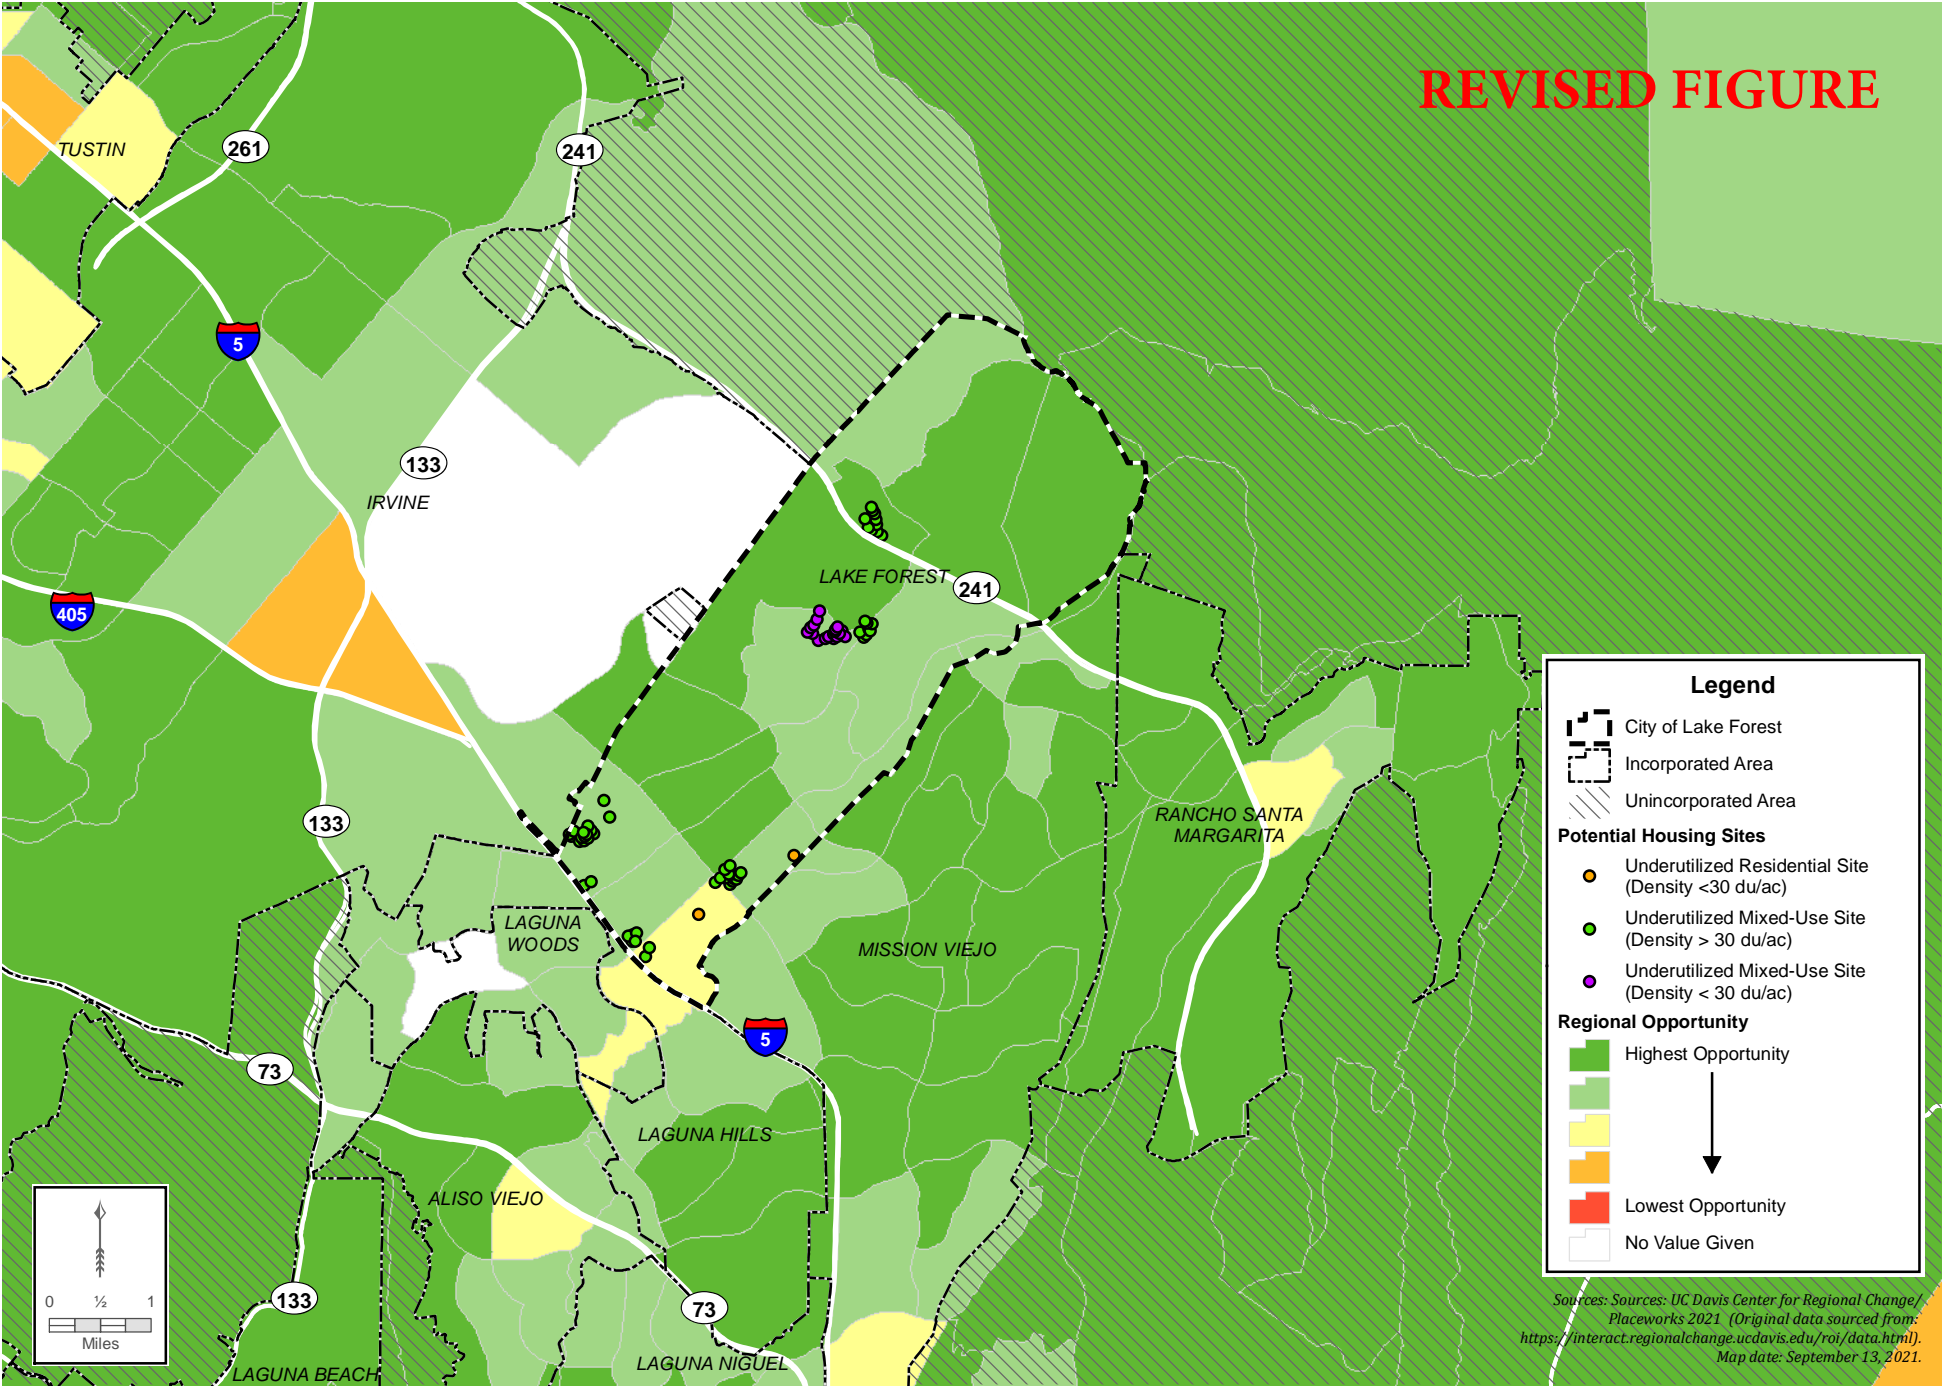 REVISED FIGURE
TUSTIN
261
241
5
133
IRVINE
405
LAKE FOREST
241
133
RANCHO SANTA
MARGARITA
LAGUNA
WOODS
MISSION VIEJO
5
73
LAGUNA HILLS
ALISO VIEJO
133
73
LAGUNA NIGUEL
LAGUNA BEACH
0 ½ 1
Miles
Legend
City of Lake Forest
Incorporated Area
Unincorporated Area
Potential Housing Sites
Underutilized Residential Site
(Density <30 du/ac)
Underutilized Mixed-Use Site
(Density > 30 du/ac)
Underutilized Mixed-Use Site
(Density < 30 du/ac)
Regional Opportunity
Highest Opportunity
Lowest Opportunity
No Value Given
Sources: Sources: UC Davis Center for Regional Change/
Placeworks 2021 (Original data sourced from:
https://interact.regionalchange.ucdavis.edu/roi/data.html).
Map date: September 13, 2021.